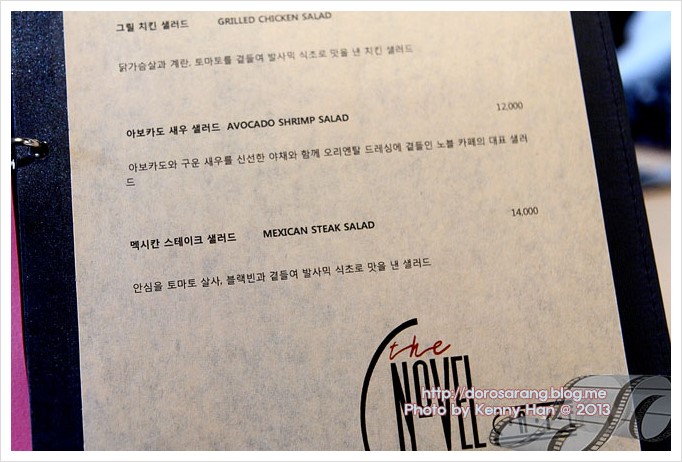 그릴 치킨 샐러드 GRILLED CHICKEN SALAD
닭가슴살과 계란, 토마토를 곁들여 발사믹 식초로 맛을 낸 치킨 샐러드
12,000
아보카도 새우 샐러드 AVOCADO SHRIMP SALAD
아보카도와 구운 새우를 신선한 야채와 함께 오리엔탈 드레싱에 곁들인 노블 카페의 대표 샐러
드
14,000
멕시칸 스테이크 샐러드 MEXICAN STEAK SALAD
안심을 토마토 살사, 블랙빈과 곁들여 발사믹 식초로 맛을 낸 샐러드
the
NOVEL
http://dorosarang.blog.me
Photo by Kenny Han @ 2013